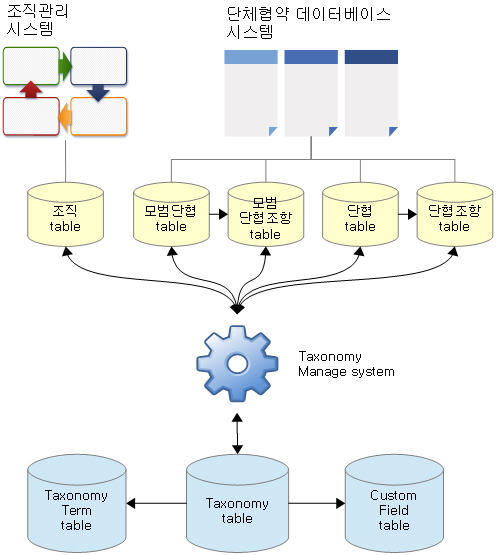 조직관리
시스템
단체협약 데이터베이스
시스템
조직
table
모범단협
table
모범
단협조항
table
단협
table
단협조항
table
Taxonomy
Manage system
Taxonomy
Term
table
Taxonomy
table
Custom
Field
table